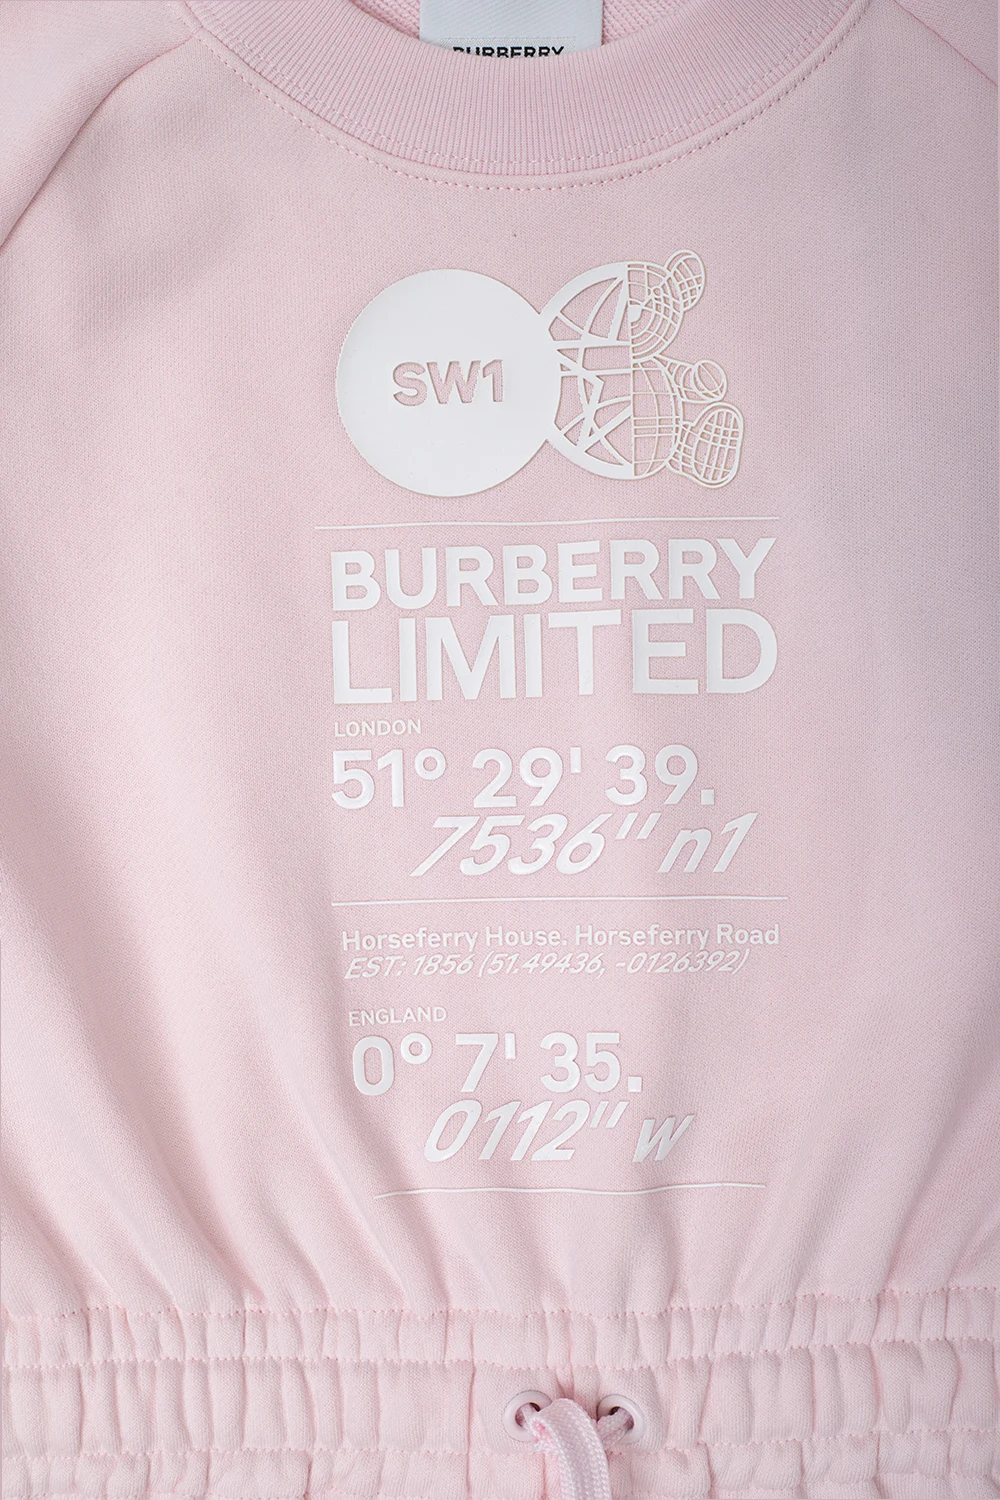 BURBERRY
SW1
BURBERRY
LIMITED
LONDON
51° 29' 39.
7536" n1
Horseferry House. Horseferry Road
EST: 1856 (51.49436, -0126392)
ENGLAND
0° 7' 35.
0112" w